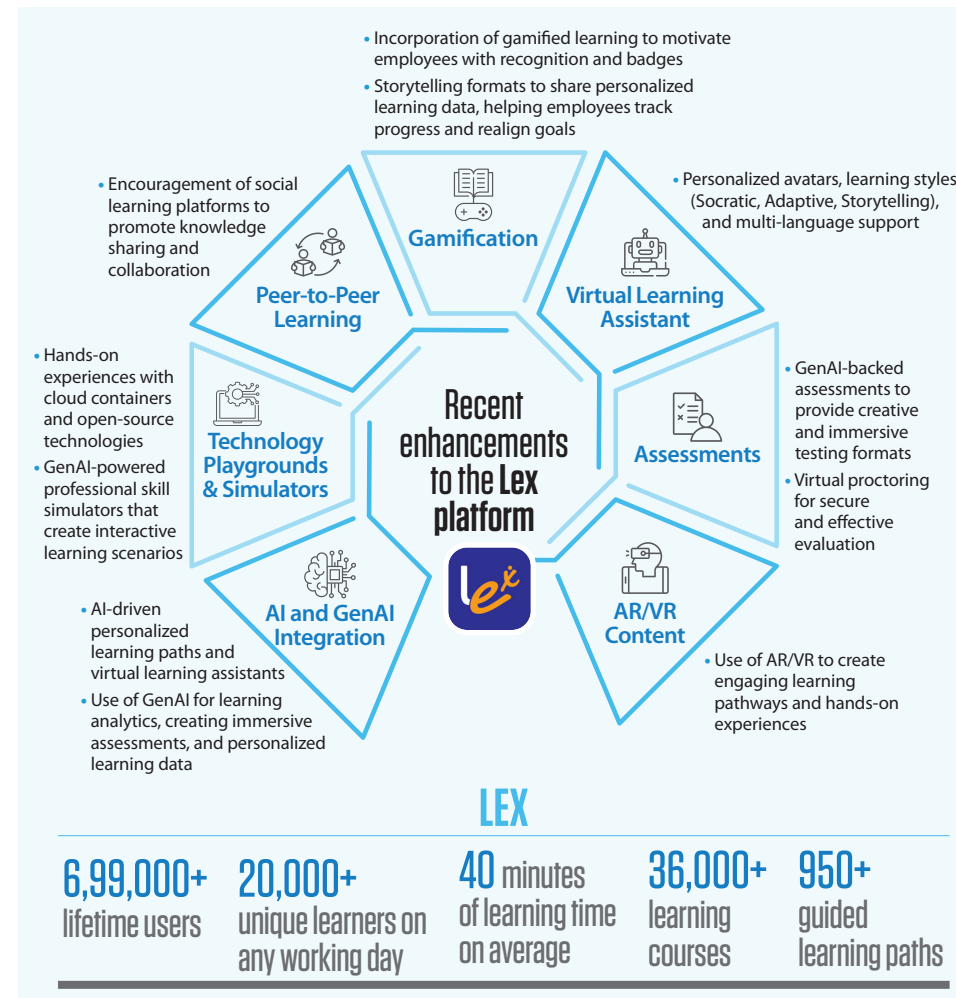 • Incorporation of gamified learning to motivate
employees with recognition and badges
• Storytelling formats to share personalized
learning data, helping employees track
progress and realign goals
Gamification
• Encouragement of social
learning platforms to
promote knowledge
sharing and
collaboration
Peer-to-Peer
Learning
• Personalized avatars, learning styles
(Socratic, Adaptive, Storytelling),
and multi-language support
Virtual Learning
Assistant
• Hands-on
experiences with
cloud containers
and open-source
technologies
• GenAI-powered
professional skill
simulators that
create interactive
learning scenarios
Technology
Playgrounds
& Simulators
Recent
enhancements
to the Lex
platform
Lex
• GenAI-backed
assessments to
provide creative
and immersive
testing formats
• Virtual proctoring
for secure
and effective
evaluation
Assessments
• AI-driven
personalized
learning paths and
virtual learning assistants
• Use of GenAI for learning
analytics, creating immersive
assessments, and personalized
learning data
AI and GenAI
Integration
AR/VR
Content
• Use of AR/VR to create
engaging learning
pathways and hands-on
experiences
LEX
6,99,000+
lifetime users
20,000+
unique learners on
any working day
40 minutes
of learning time
on average
36,000+
learning
courses
950+
guided
learning paths